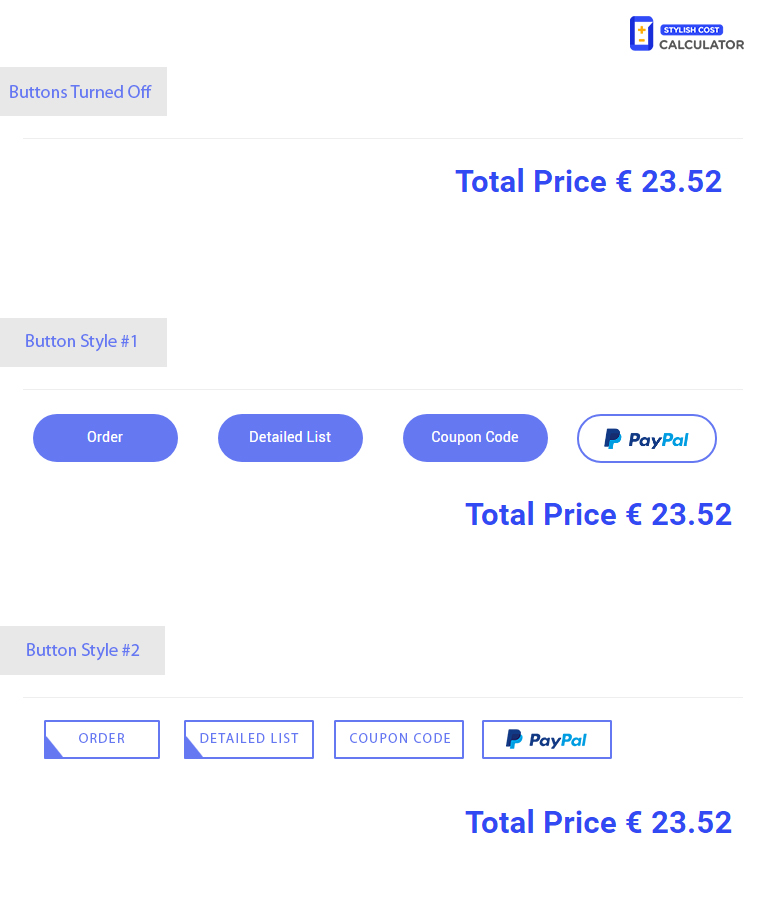 STYLISH COST
CALCULATOR
Buttons Turned Off
Total Price € 23.52
Button Style #1
Order Detailed List Coupon Code PayPal
Total Price € 23.52
Button Style #2
ORDER DETAILED LIST COUPON CODE PayPal
Total Price € 23.52